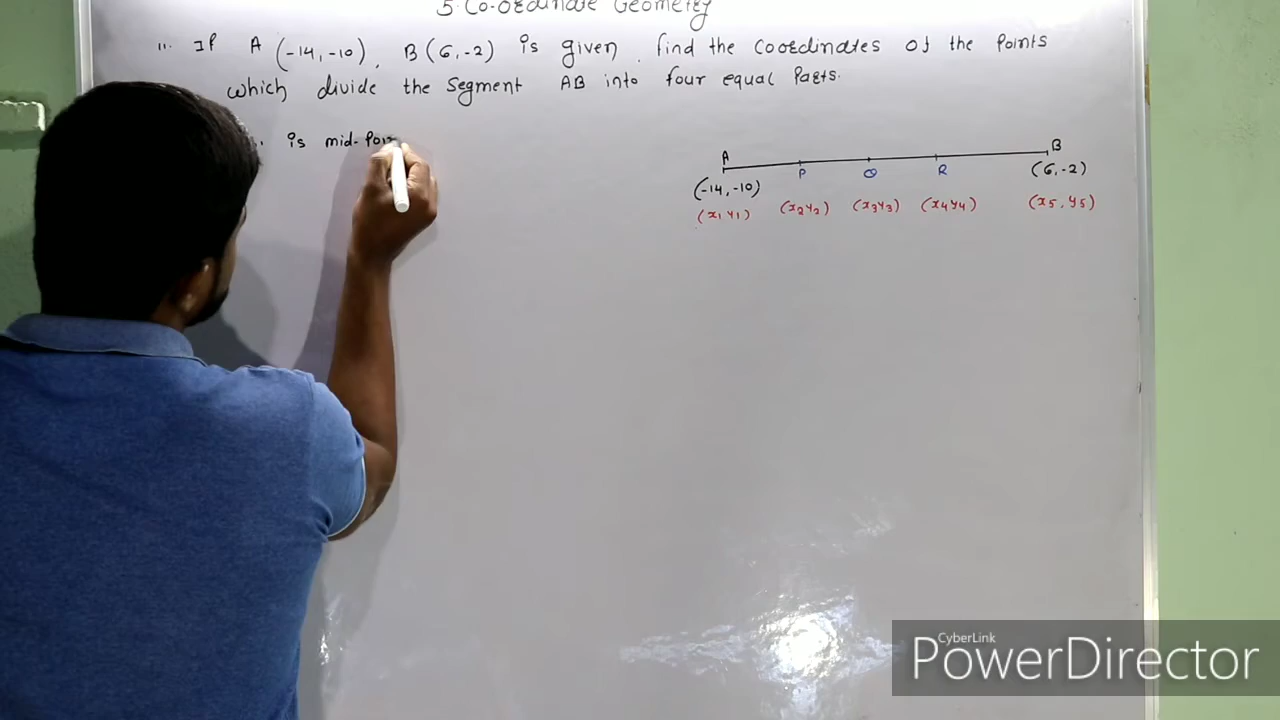 5. Co-ordinate Geometry
11. If A (-14, -10), B (6, -2) is given. find the coordinates of the Points
which divide the Segment AB into four equal Parts.
is mid-Poin
A B
P Q R
(-14, -10) (6, -2)
(x1 y1) (x2 y2) (x3 y3) (x4 y4) (x5, y5)
CyberLink
PowerDirector